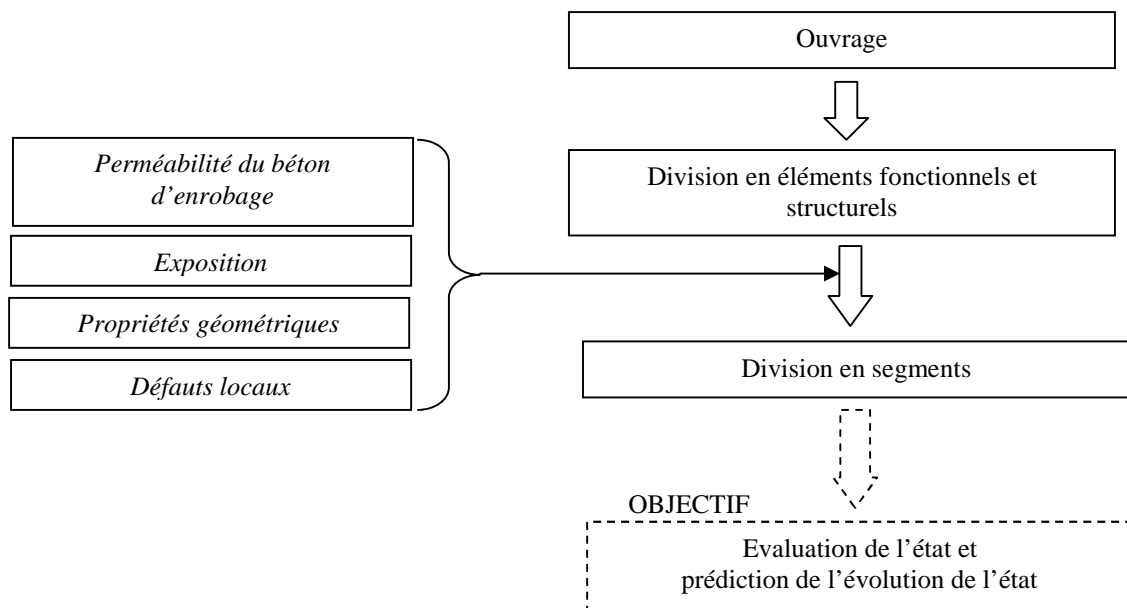 Ouvrage
Perméabilité du béton
d'enrobage
Division en éléments fonctionnels et
structurels
Exposition
Propriétés géométriques
Défauts locaux
Division en segments
OBJECTIF
Evaluation de l'état et
prédiction de l'évolution de l'état